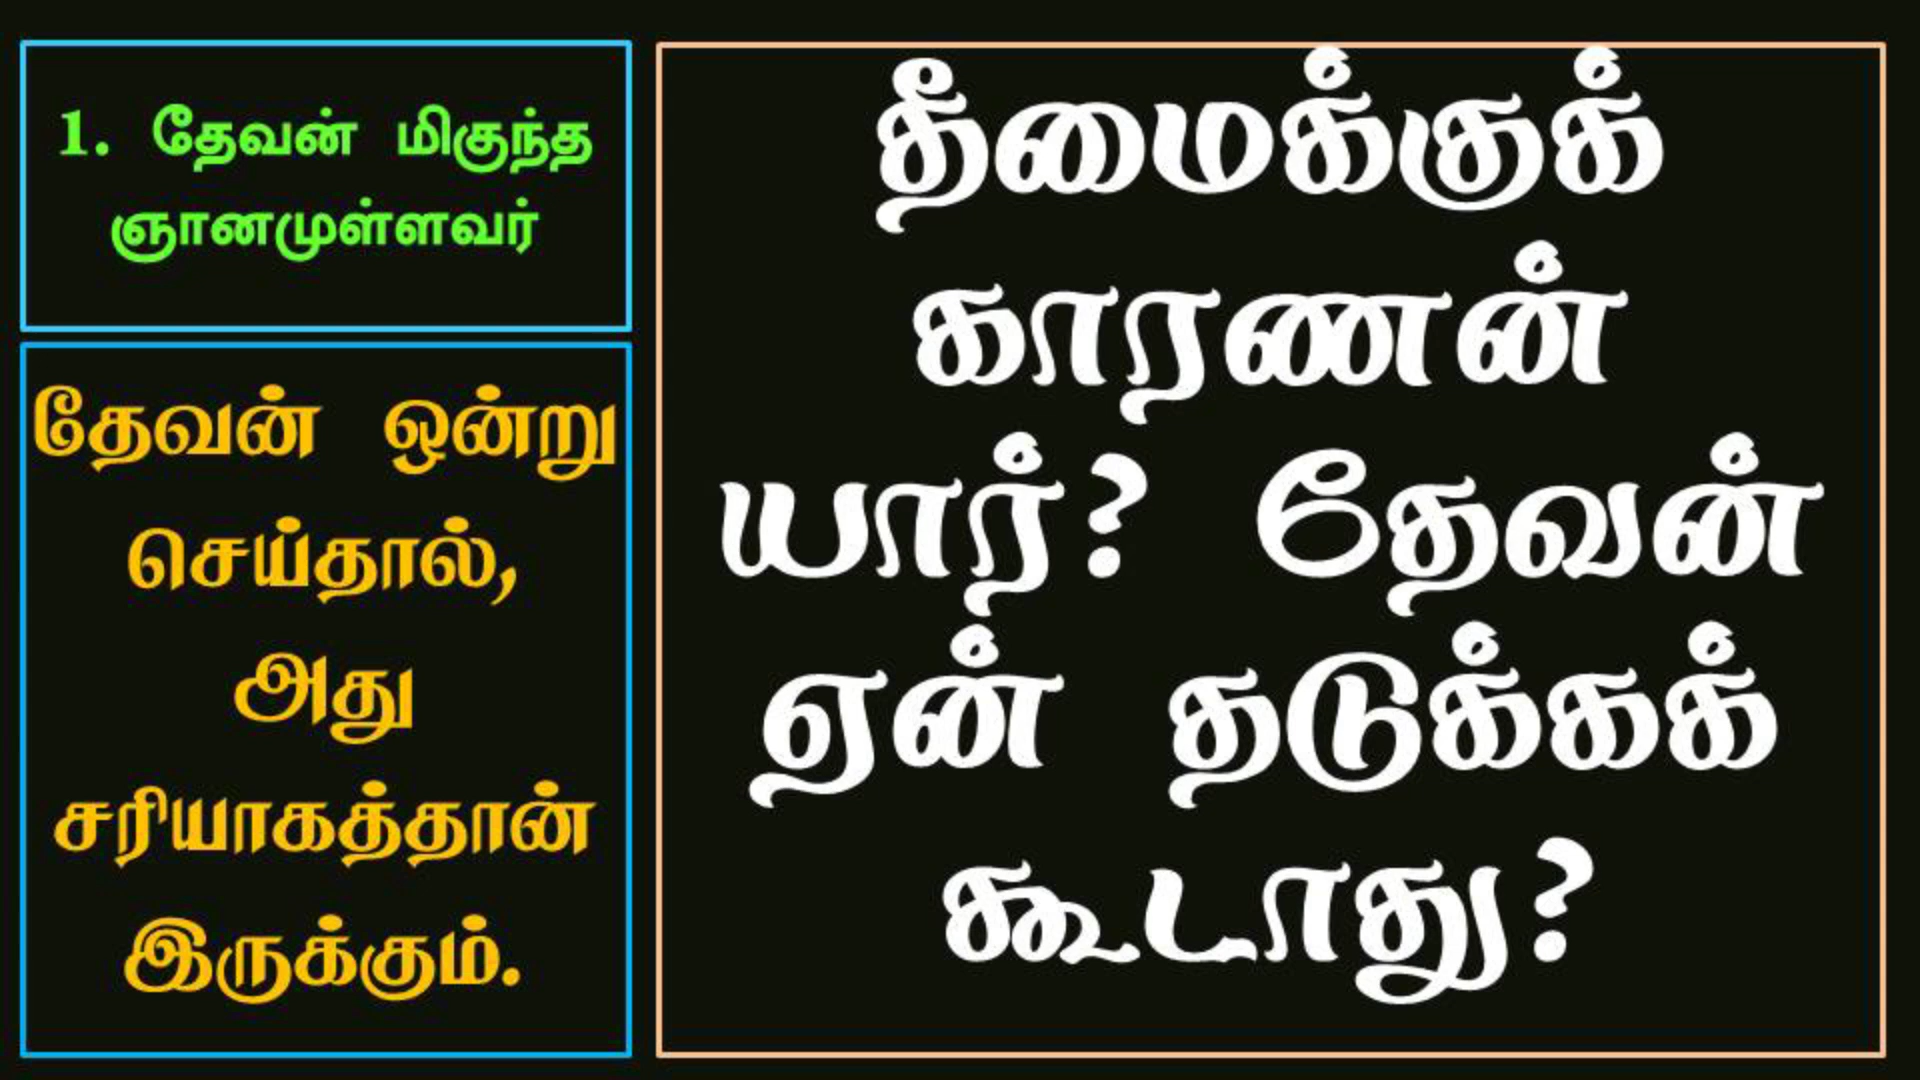 1. தேவன் மிகுந்த
ஞானமுள்ளவர்
தேவன் ஒன்று
செய்தால்,
அது
சரியாகத்தான்
இருக்கும்.
தீமைக்குக்
காரணன்
யார்? தேவன்
ஏன் தடுக்கக்
கூடாது?